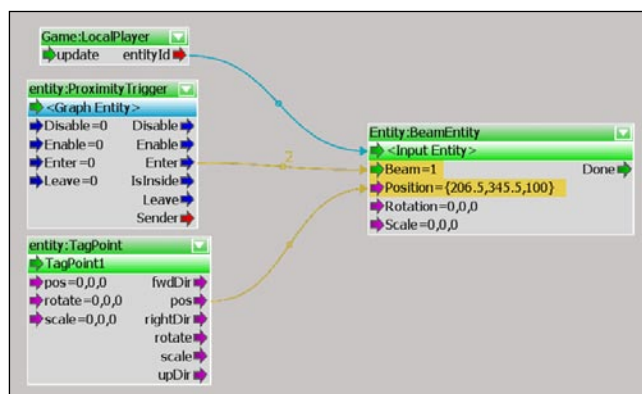 Game:LocalPlayer
update entityId
entity:ProximityTrigger
<Graph Entity>
Disable=0 Disable
Enable=0 Enable
Enter=0 Enter
Leave=0 IsInside
Leave
Sender
2
Entity:BeamEntity
<Input Entity>
Beam=1 Done
Position={206.5,345.5,100}
Rotation=0,0,0
Scale=0,0,0
entity:TagPoint
TagPoint1
pos=0,0,0 fwdDir
rotate=0,0,0 pos
scale=0,0,0 rightDir
rotate
scale
upDir